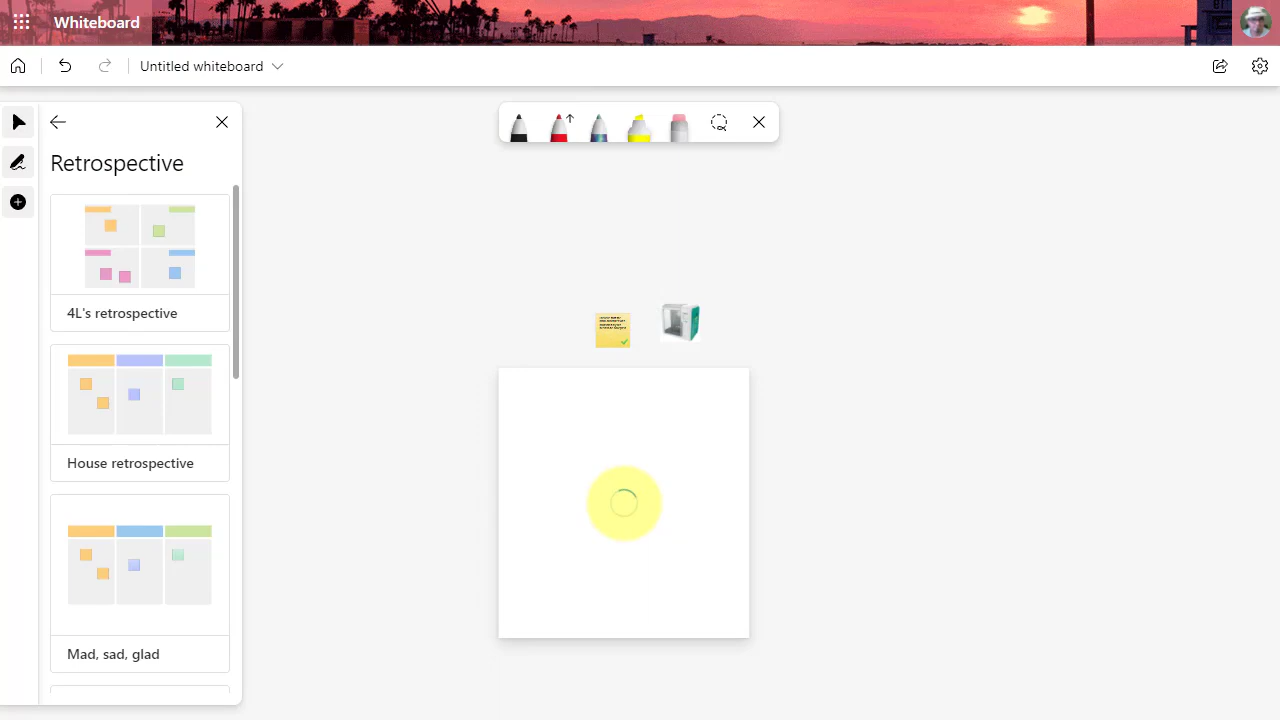 Whiteboard
Untitled whiteboard
Retrospective
4L's retrospective
House retrospective
Mad, sad, glad